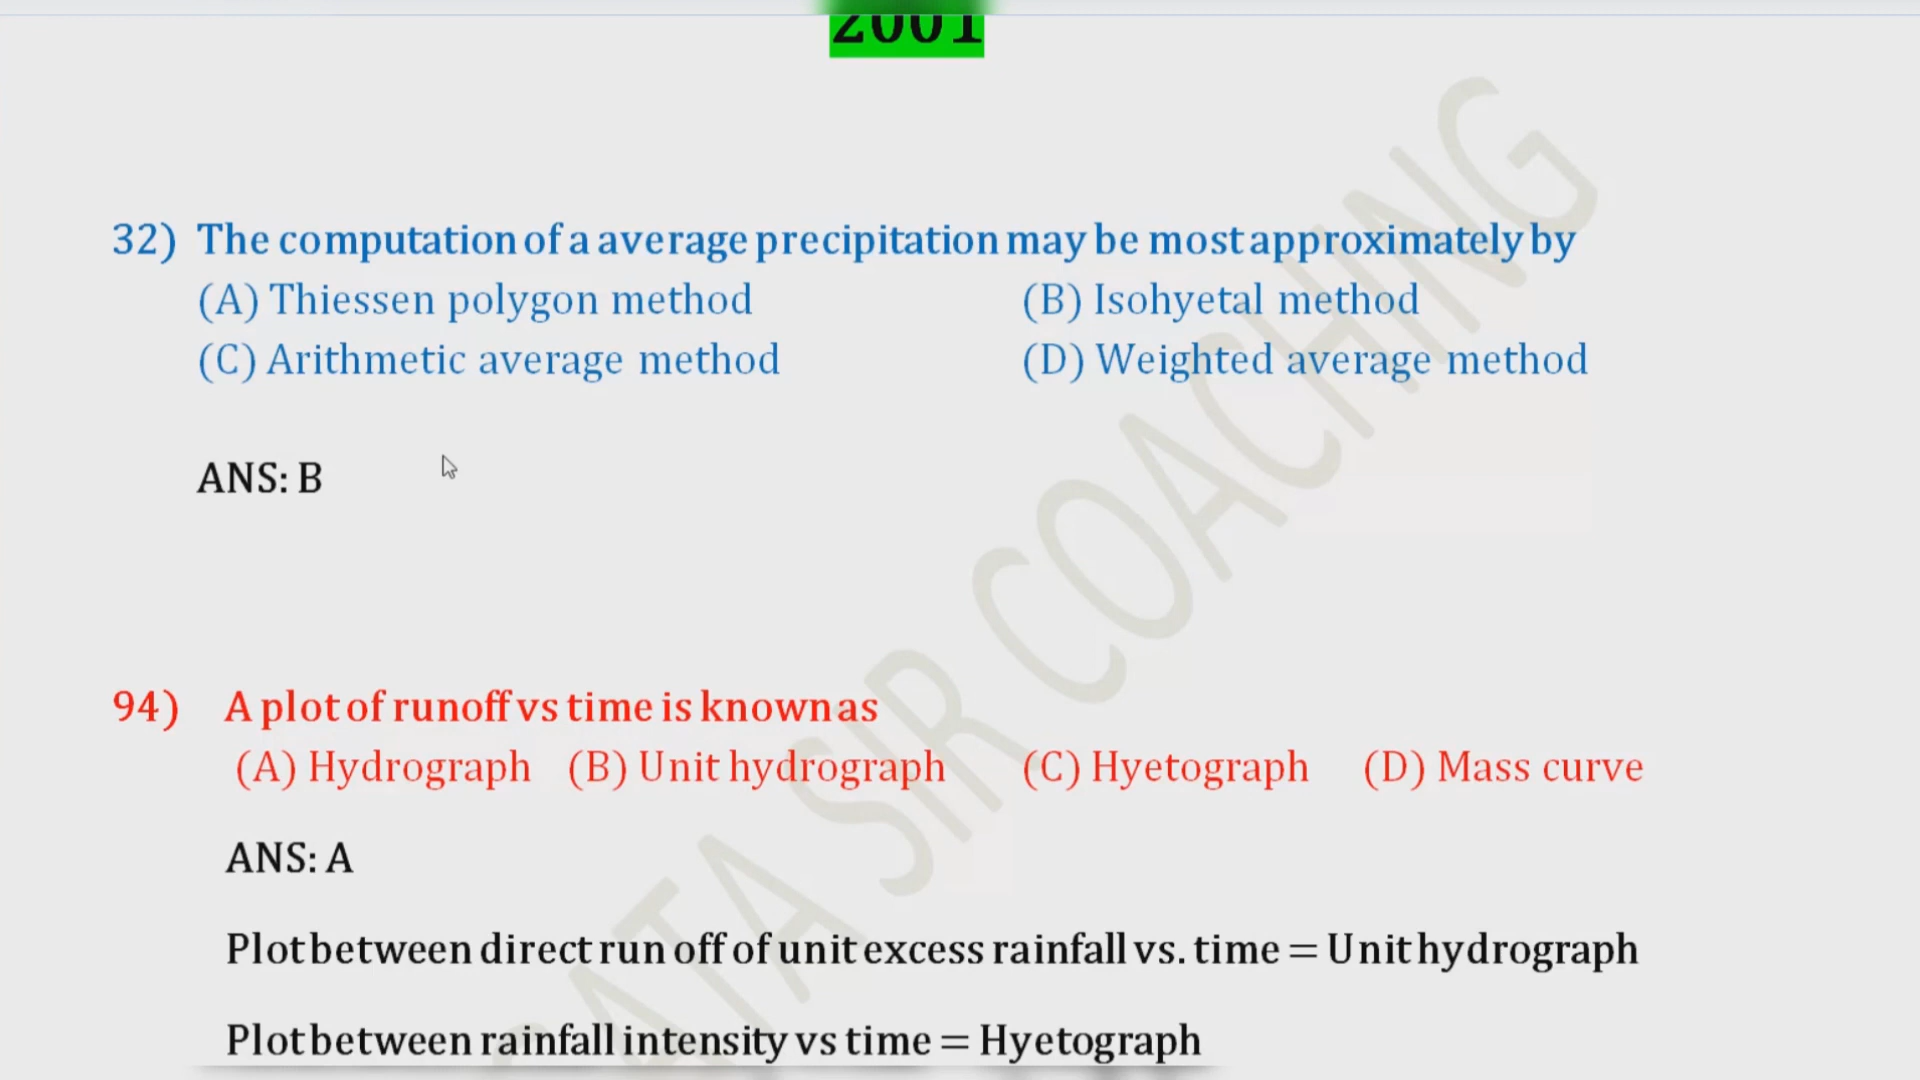 2001
32) The computation of a average precipitation may be most approximately by
(A) Thiessen polygon method (B) Isohyetal method
(C) Arithmetic average method (D) Weighted average method
ANS: B
94) A plot of runoff vs time is known as
(A) Hydrograph (B) Unit hydrograph (C) Hyetograph (D) Mass curve
ANS: A
Plot between direct run off of unit excess rainfall vs. time = Unit hydrograph
Plot between rainfall intensity vs time = Hyetograph
ATA SIR COACHING